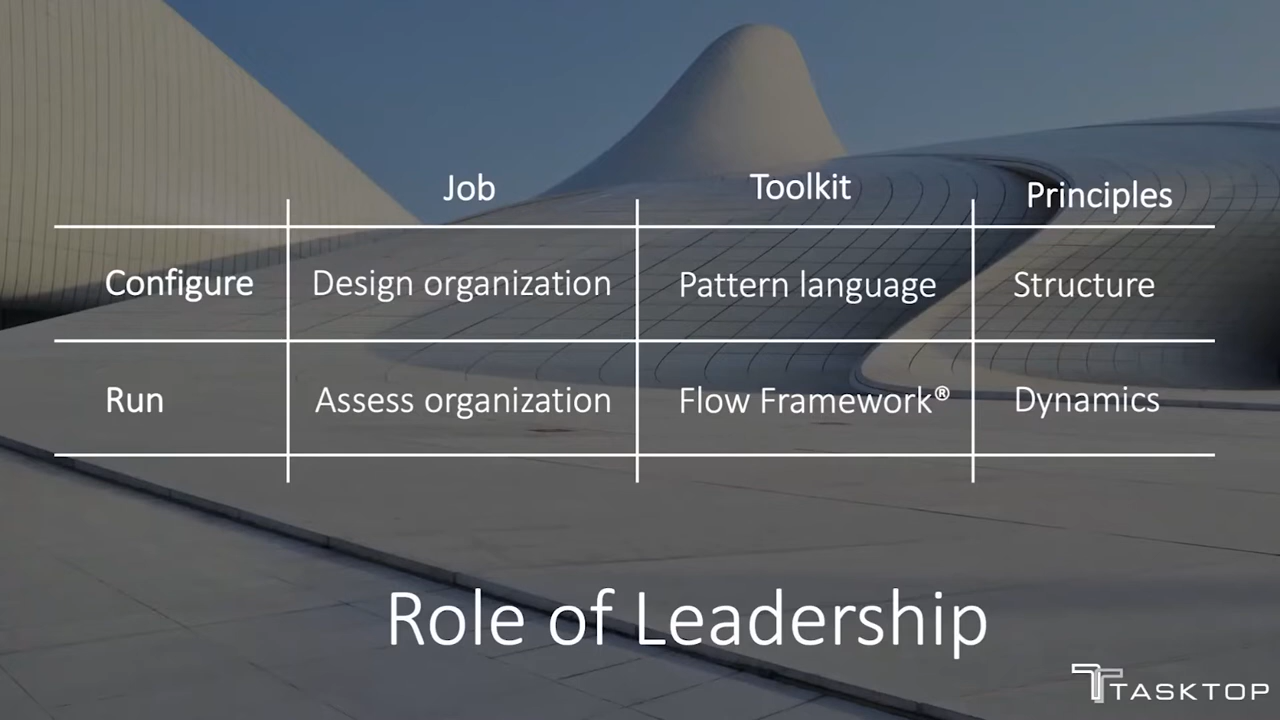 Job Toolkit Principles
Configure Design organization Pattern language Structure
Run Assess organization Flow Framework® Dynamics
Role of Leadership
TASKTOP